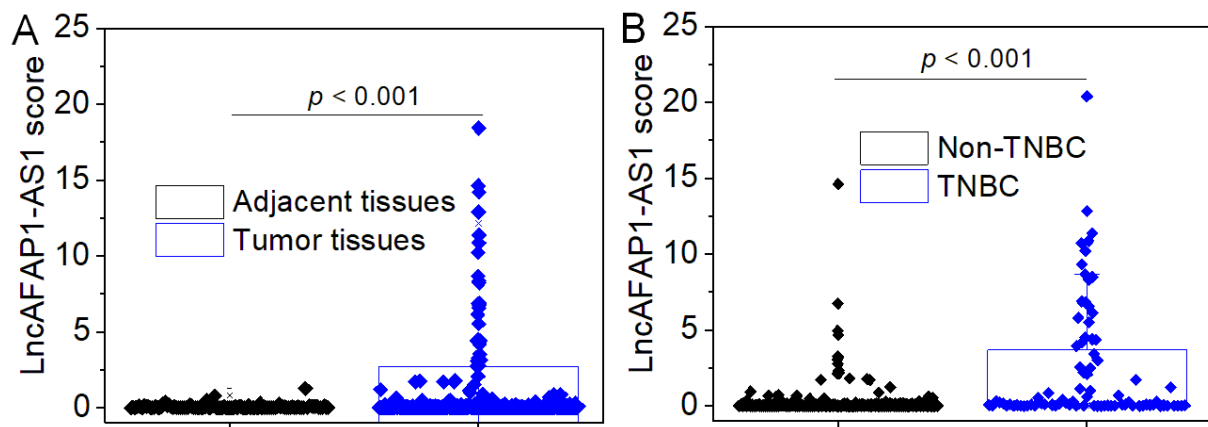 A
LncAFAP1-AS1 score
25
20
15
10
5
0
p < 0.001
Adjacent tissues
Tumor tissues
B
LncAFAP1-AS1 score
25
20
15
10
5
0
p < 0.001
Non-TNBC
TNBC